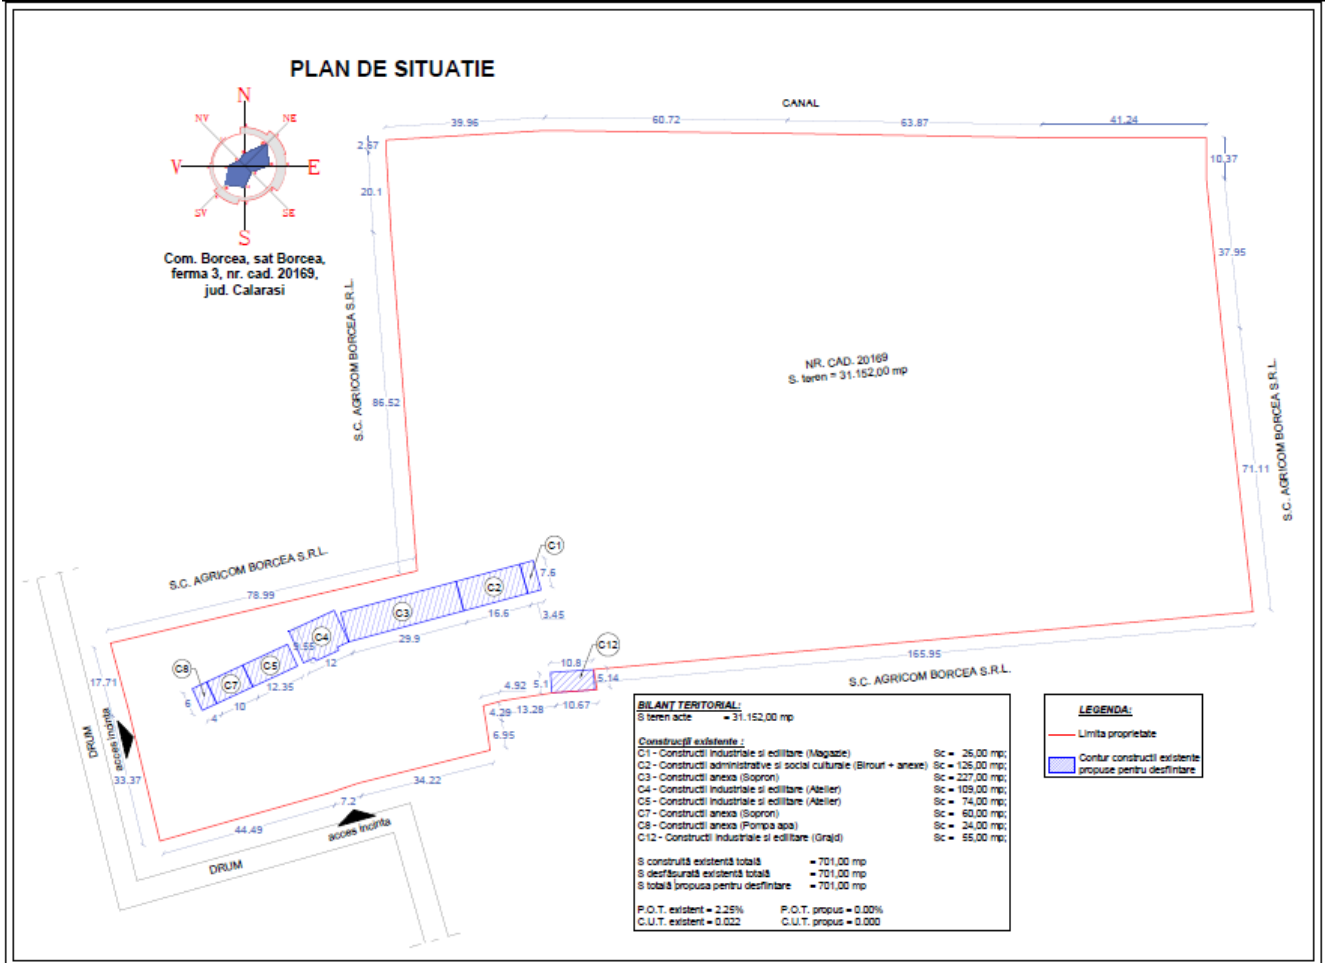 PLAN DE SITUATIE
N
NV
NE
V
E
SV
SE
S
Com. Borcea, sat Borcea,
ferma 3, nr. cad. 20169,
jud. Calarasi
CANAL
39.96
60.72
63.87
41.24
2.67
20.1
86.52
10.37
37.95
71.11
S.C. AGRICOM BORCEA S.R.L.
S.C. AGRICOM BORCEA S.R.L.
NR. CAD. 20169
S. teren = 31.152,00 mp
S.C. AGRICOM BORCEA S.R.L.
78.99
C1
7.6
C2
C3
C4
C5
C7
C8
C12
3.45
16.6
29.9
12
12.35
10
4
6
17.71
33.37
DRUM
acces incinta
10.8
5.1
5.14
4.92
4.29
13.28
10.67
6.95
165.95
S.C. AGRICOM BORCEA S.R.L.
34.22
7.2
44.49
acces incinta
DRUM
BILANT TERITORIAL:
S teren acte = 31.152,00 mp
Construcții existente :
C1 - Constructii industriale si edilitare (Magazie) Sc = 26,00 mp;
C2 - Constructii administrative si social culturale (Birouri + anexe) Sc = 126,00 mp;
C3 - Constructii anexa (Sopron) Sc = 227,00 mp;
C4 - Constructii industriale si edilitare (Atelier) Sc = 109,00 mp;
C5 - Constructii industriale si edilitare (Atelier) Sc = 74,00 mp;
C7 - Constructii anexa (Sopron) Sc = 60,00 mp;
C8 - Constructii anexa (Pompa apa) Sc = 24,00 mp;
C12 - Constructii industriale si edilitare (Grajd) Sc = 55,00 mp;
S construită existentă totală = 701,00 mp
S desfășurată existentă totală = 701,00 mp
S totală propusa pentru desfiintare = 701,00 mp
P.O.T. existent = 2.25% P.O.T. propus = 0.00%
C.U.T. existent = 0.022 C.U.T. propus = 0.000
LEGENDA:
Limita proprietate
Contur constructii existente
propuse pentru desfiintare